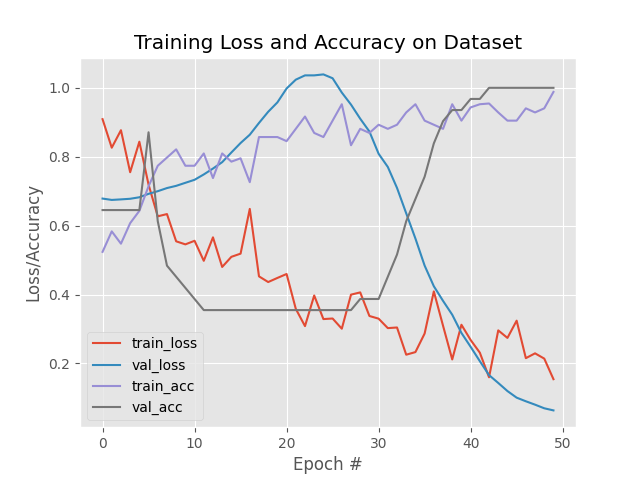 Training Loss and Accuracy on Dataset
Loss/Accuracy
1.0
0.8
0.6
0.4
0.2
train_loss
val_loss
train_acc
val_acc
0 10 20 30 40 50
Epoch #